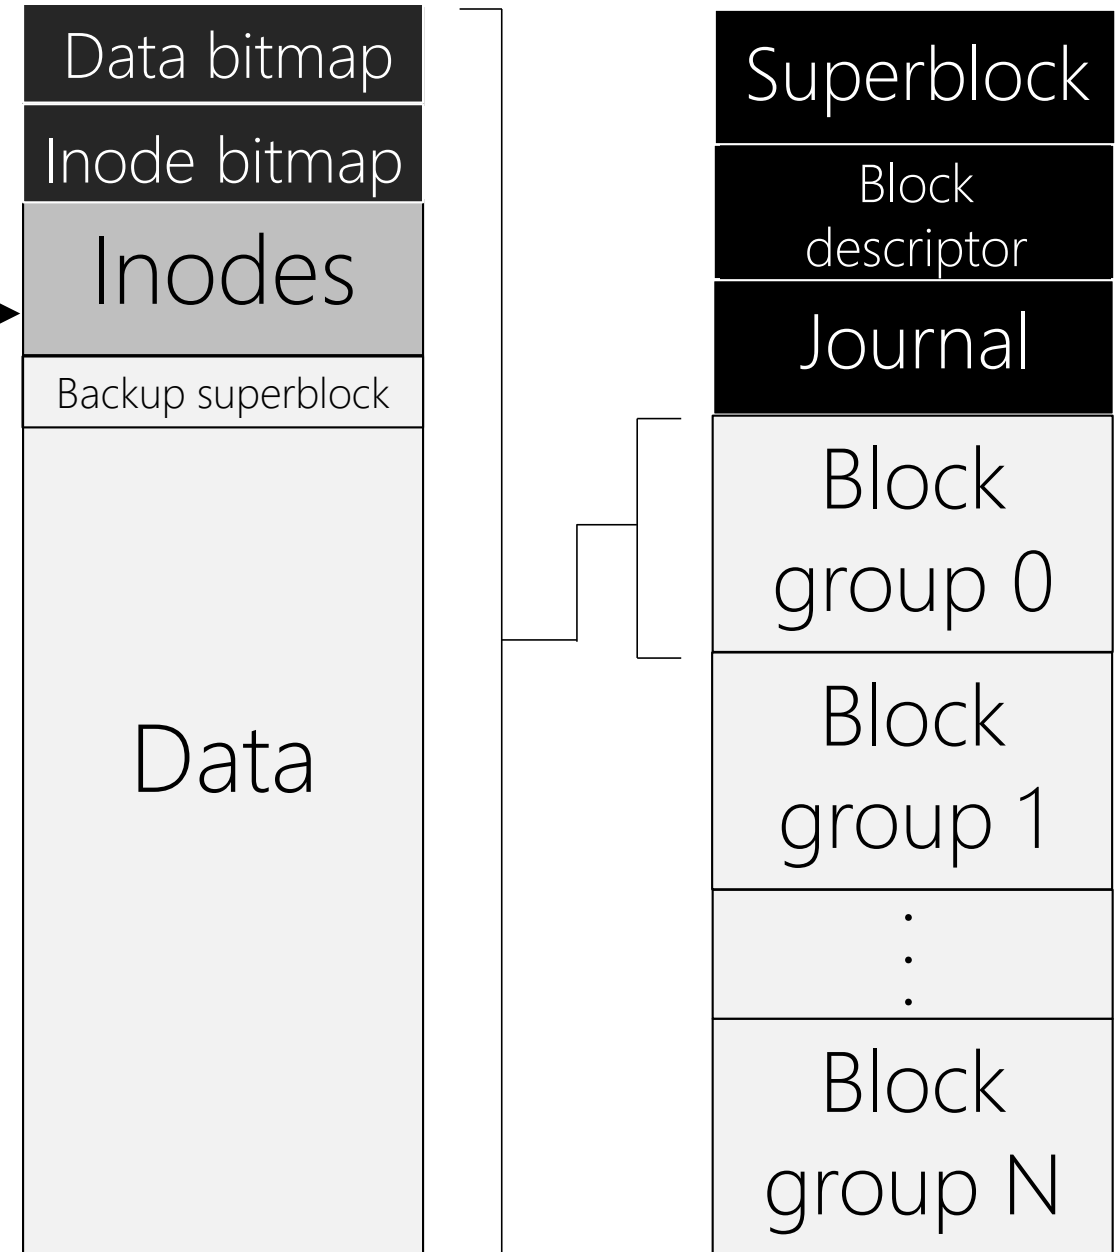 Data bitmap
Inode bitmap
Inodes
Backup superblock
Data
Superblock
Block
descriptor
Journal
Block
group 0
Block
group 1
.
.
.
Block
group N